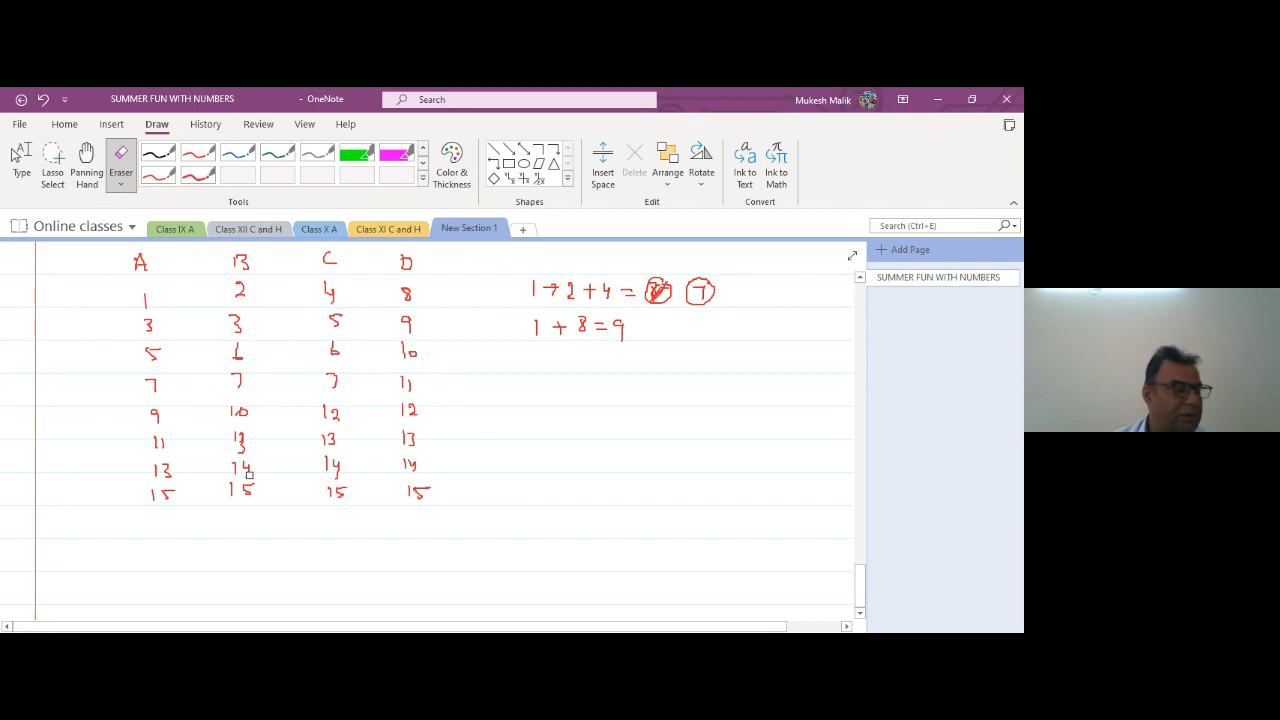 SUMMER FUN WITH NUMBERS - OneNote Search Mukesh Malik
File Home Insert Draw History Review View Help
Type Lasso Select Panning Hand Eraser Color & Thickness Insert Space Delete Arrange Rotate Ink to Text Ink to Math
Tools Shapes Edit Convert
Online classes Class IX A Class XII C and H Class X A Class XI C and H New Section 1 + Search (Ctrl+E)
+ Add Page
SUMMER FUN WITH NUMBERS
A B C D
1 2 4 8 1 → 2 + 4 = 7
3 3 5 9 1 + 8 = 9
5 6 10
7 7 7 11
9 10 12 12
11 13 13
13 14 14 14
15 15 15 15